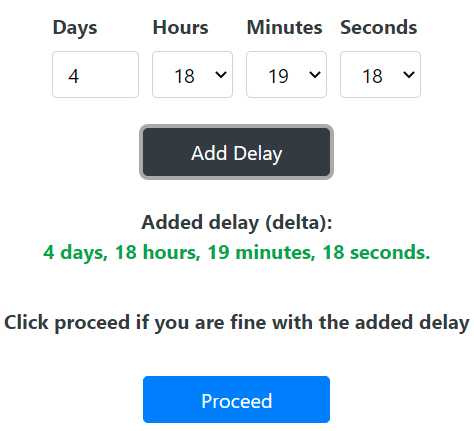 Days Hours Minutes Seconds
4 18 19 18
Add Delay
Added delay (delta):
4 days, 18 hours, 19 minutes, 18 seconds.
Click proceed if you are fine with the added delay
Proceed